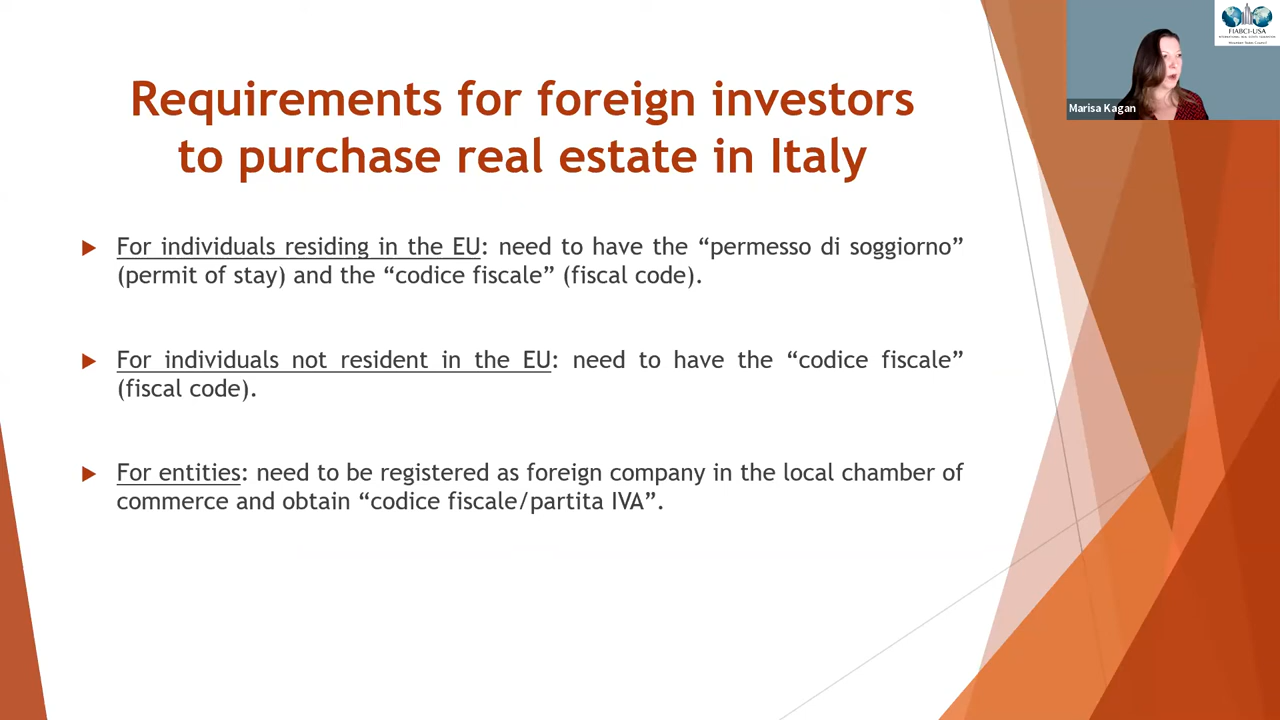 Requirements for foreign investors
to purchase real estate in Italy
For individuals residing in the EU: need to have the “permesso di soggiorno”
(permit of stay) and the “codice fiscale” (fiscal code).
For individuals not resident in the EU: need to have the “codice fiscale”
(fiscal code).
For entities: need to be registered as foreign company in the local chamber of
commerce and obtain “codice fiscale/partita IVA”.
Marisa Kagan
FIABCI-USA